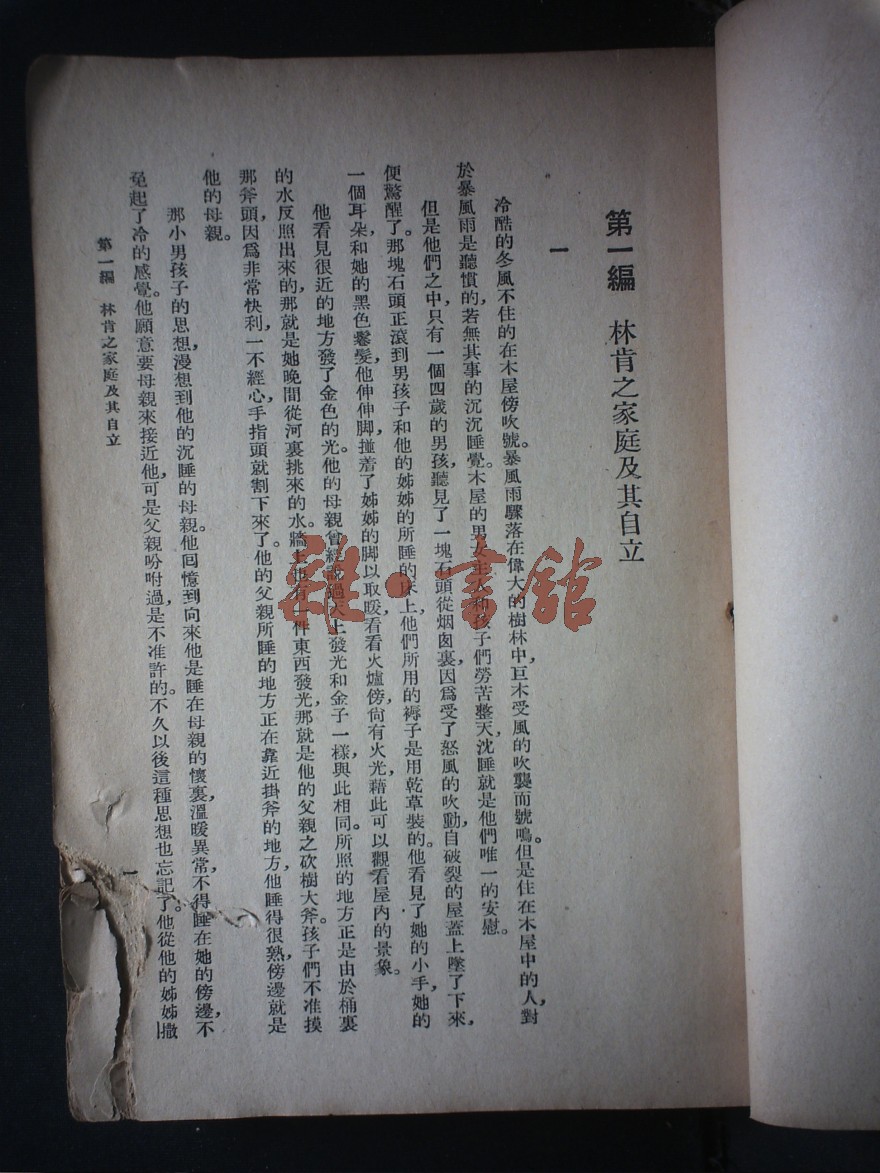 第一編　林肯之家庭及其自立
一
冷酷的冬風不住的在木屋傍吹號。暴風雨驟落在偉大的樹林中，巨木受風的吹襲而號鳴。但是住在木屋中的人，對
於暴風雨是聽慣的，若無其事的沉沉睡覺。木屋的男女主人和孩子們勞苦整天，沈睡就是他們唯一的安慰。
但是他們之中，只有一個四歲的男孩，聽見了一塊石頭從烟囱裏，因爲受了怒風的吹動，自破裂的屋蓋上墜了下來，
便驚醒了。那塊石頭正滾到男孩子和他的姊姊的所睡的床上，他們所用的褥子是用乾草裝的。他看見了她的小手，她的
一個耳朵和她的黑色鬈髮，他伸伸脚，撞着了姊姊的脚以取暖，看看火爐傍尙有火光，藉此可以觀看屋內的景象。
他看見很近的地方發了金色的光。他的母親曾經說過天上發光和金子一樣，與此相同。所照的地方正是由於桶裏
的水反照出來的，那就是她晚間從河裏挑來的水。牆上也有一件東西發光，那就是他的父親之砍樹大斧。孩子們不准摸
那斧頭，因爲非常快利，一不經心，手指頭就割下來了。他的父親所睡的地方正在靠近掛斧的地方，他睡得很熟，傍邊就是
他的母親。
那小男孩子的思想，漫想到他的沉睡的母親。他回憶到向來他是睡在母親的懷裏，溫暖異常，不得睡在她的傍邊，不
免起了冷的感覺。他願意要母親來接近他，可是父親吩咐過，是不准許的。不久以後，這種思想也忘記了。他從他的姊姊撒
第一編　林肯之家庭及其自立
一
雜·書館